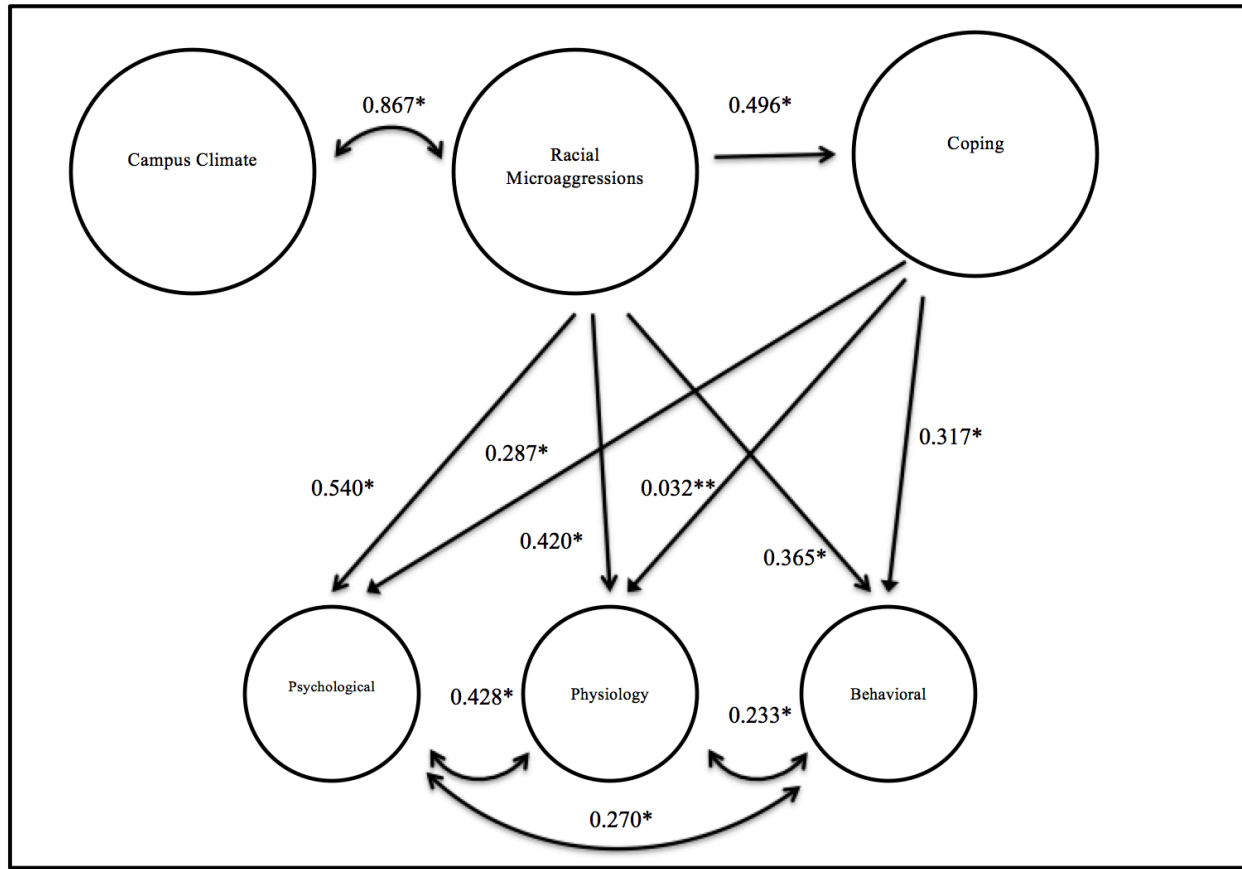 0.867*
0.496*
Campus Climate
Racial
Microaggressions
Coping
0.540*
0.287*
0.420*
0.032**
0.365*
0.317*
Psychological
0.428*
Physiology
0.233*
Behavioral
0.270*